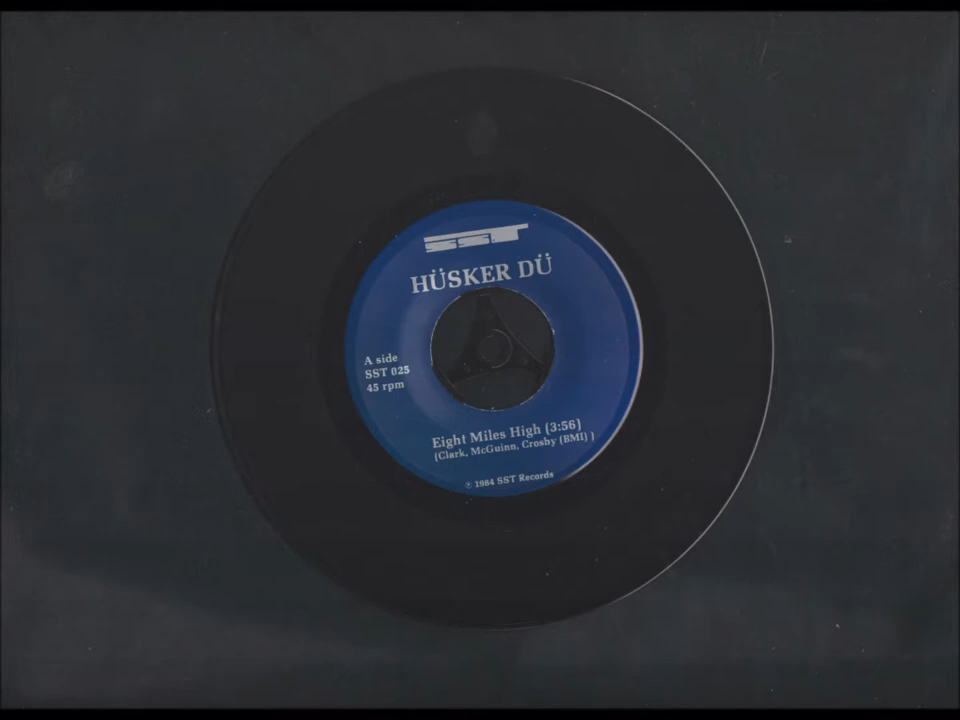 SST
HÜSKER DÜ
A side
SST 025
45 rpm
Eight Miles High (3:56)
(Clark, McGuinn, Crosby (BMI) )
℗ 1984 SST Records